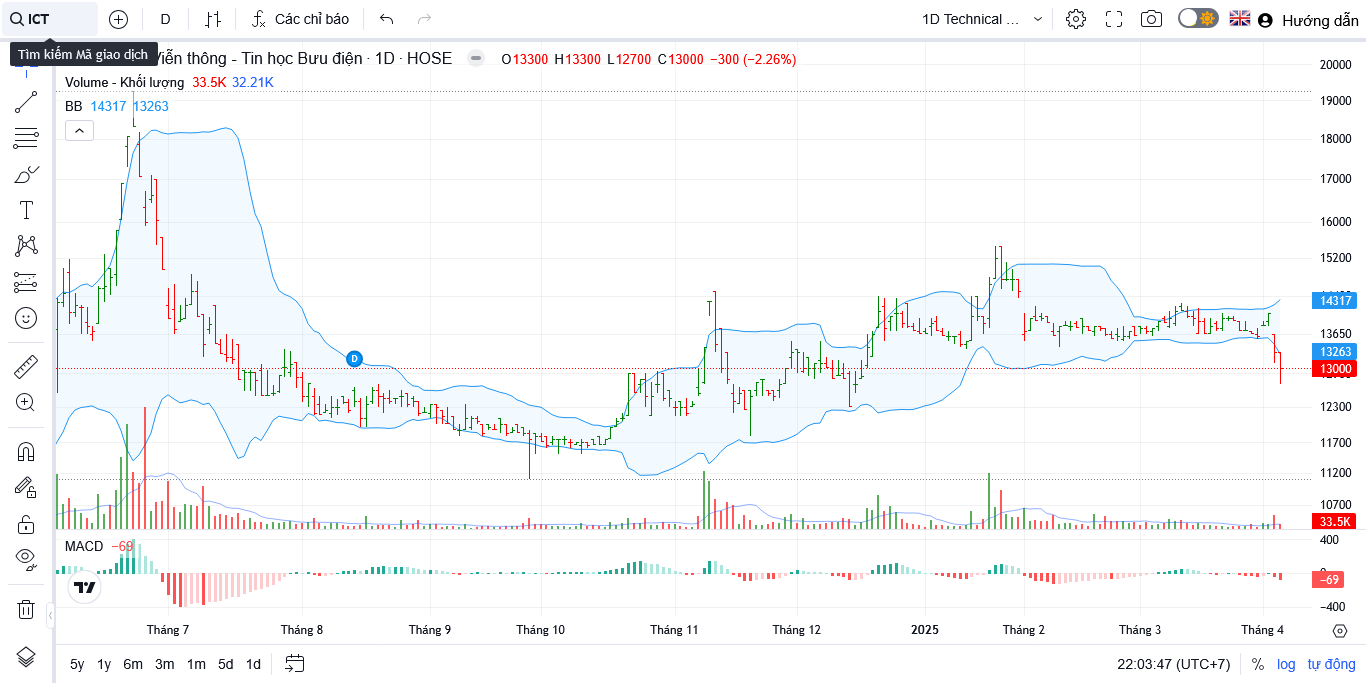 ICT
D
Các chỉ báo
1D Technical ...
Hướng dẫn
Tìm kiếm Mã giao dịch
Viễn thông - Tin học Bưu điện · 1D · HOSE
O13300 H13300 L12700 C13000 −300 (−2.26%)
Volume - Khối lượng 33.5K 32.21K
BB 14317 13263
20000
19000
18000
17000
16000
15200
14317
13650
13263
13000
12300
11700
11200
10700
33.5K
D
MACD −69
400
0
−69
−400
Tháng 7
Tháng 8
Tháng 9
Tháng 10
Tháng 11
Tháng 12
2025
Tháng 2
Tháng 3
Tháng 4
5y 1y 6m 3m 1m 5d 1d
22:03:47 (UTC+7)
% log tự động